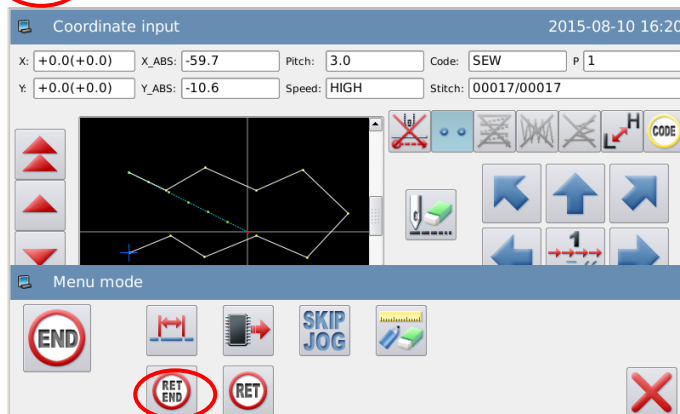 Coordinate input 2015-08-10 16:20
X: +0.0(+0.0) X_ABS: -59.7 Pitch: 3.0 Code: SEW P 1
Y: +0.0(+0.0) Y_ABS: -10.6 Speed: HIGH Stitch: 00017/00017
L H CODE
1
Menu mode
END SKIP
JOG
RET
END RET